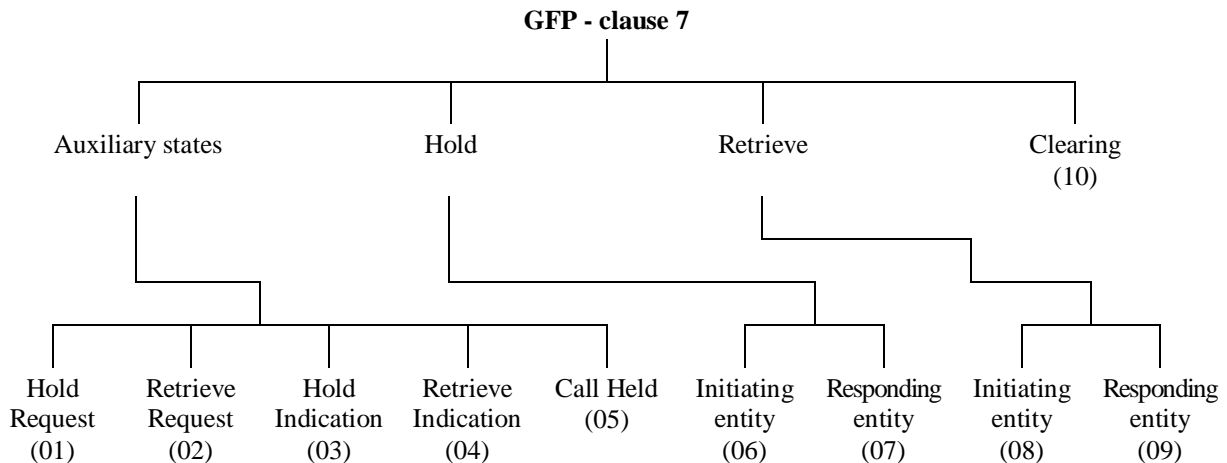 GFP - clause 7
Auxiliary states
Hold
Retrieve
Clearing
(10)
Hold
Request
(01)
Retrieve
Request
(02)
Hold
Indication
(03)
Retrieve
Indication
(04)
Call Held
(05)
Initiating
entity
(06)
Responding
entity
(07)
Initiating
entity
(08)
Responding
entity
(09)